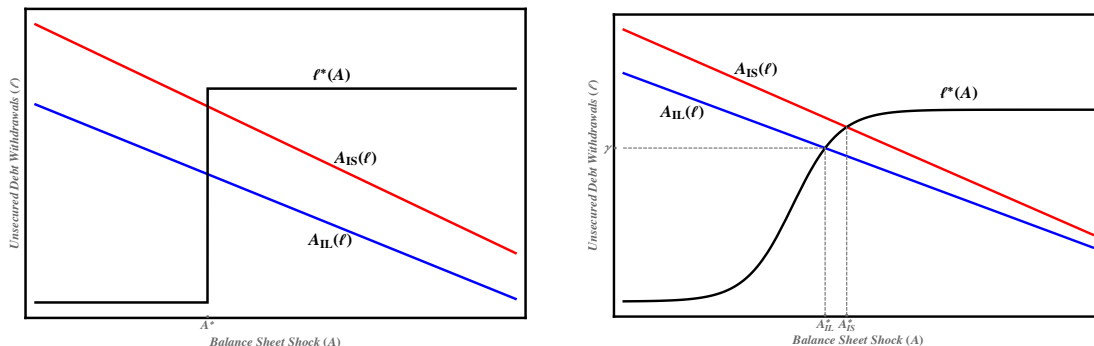 Unsecured Debt Withdrawals (ℓ)
ℓ*(A)
A_IS(ℓ)
A_IL(ℓ)
A*
Balance Sheet Shock (A)
Unsecured Debt Withdrawals (ℓ)
A_IS(ℓ)
A_IL(ℓ)
ℓ*(A)
γ
A*_IL A*_IS
Balance Sheet Shock (A)